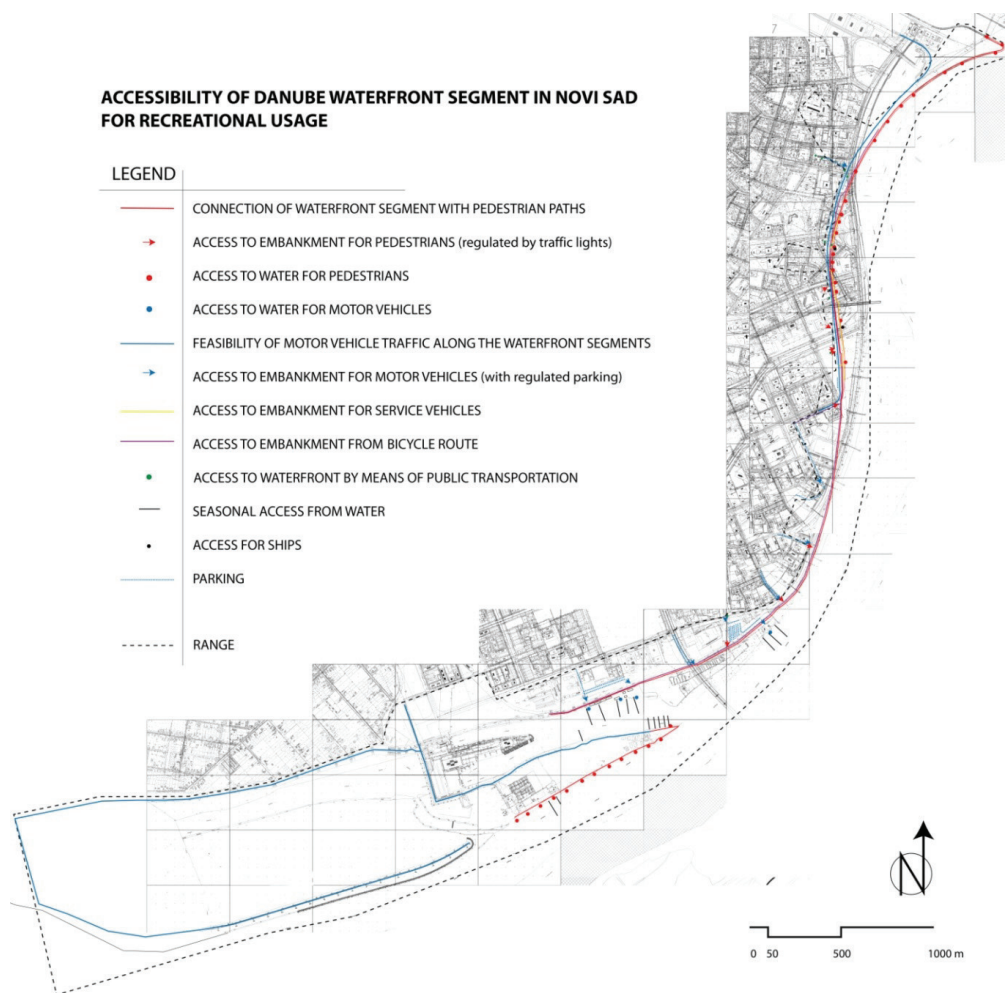 ACCESSIBILITY OF DANUBE WATERFRONT SEGMENT IN NOVI SAD
FOR RECREATIONAL USAGE
LEGEND
CONNECTION OF WATERFRONT SEGMENT WITH PEDESTRIAN PATHS
ACCESS TO EMBANKMENT FOR PEDESTRIANS (regulated by traffic lights)
ACCESS TO WATER FOR PEDESTRIANS
ACCESS TO WATER FOR MOTOR VEHICLES
FEASIBILITY OF MOTOR VEHICLE TRAFFIC ALONG THE WATERFRONT SEGMENTS
ACCESS TO EMBANKMENT FOR MOTOR VEHICLES (with regulated parking)
ACCESS TO EMBANKMENT FOR SERVICE VEHICLES
ACCESS TO EMBANKMENT FROM BICYCLE ROUTE
ACCESS TO WATERFRONT BY MEANS OF PUBLIC TRANSPORTATION
SEASONAL ACCESS FROM WATER
ACCESS FOR SHIPS
PARKING
RANGE
7
N
0 50 500 1000 m